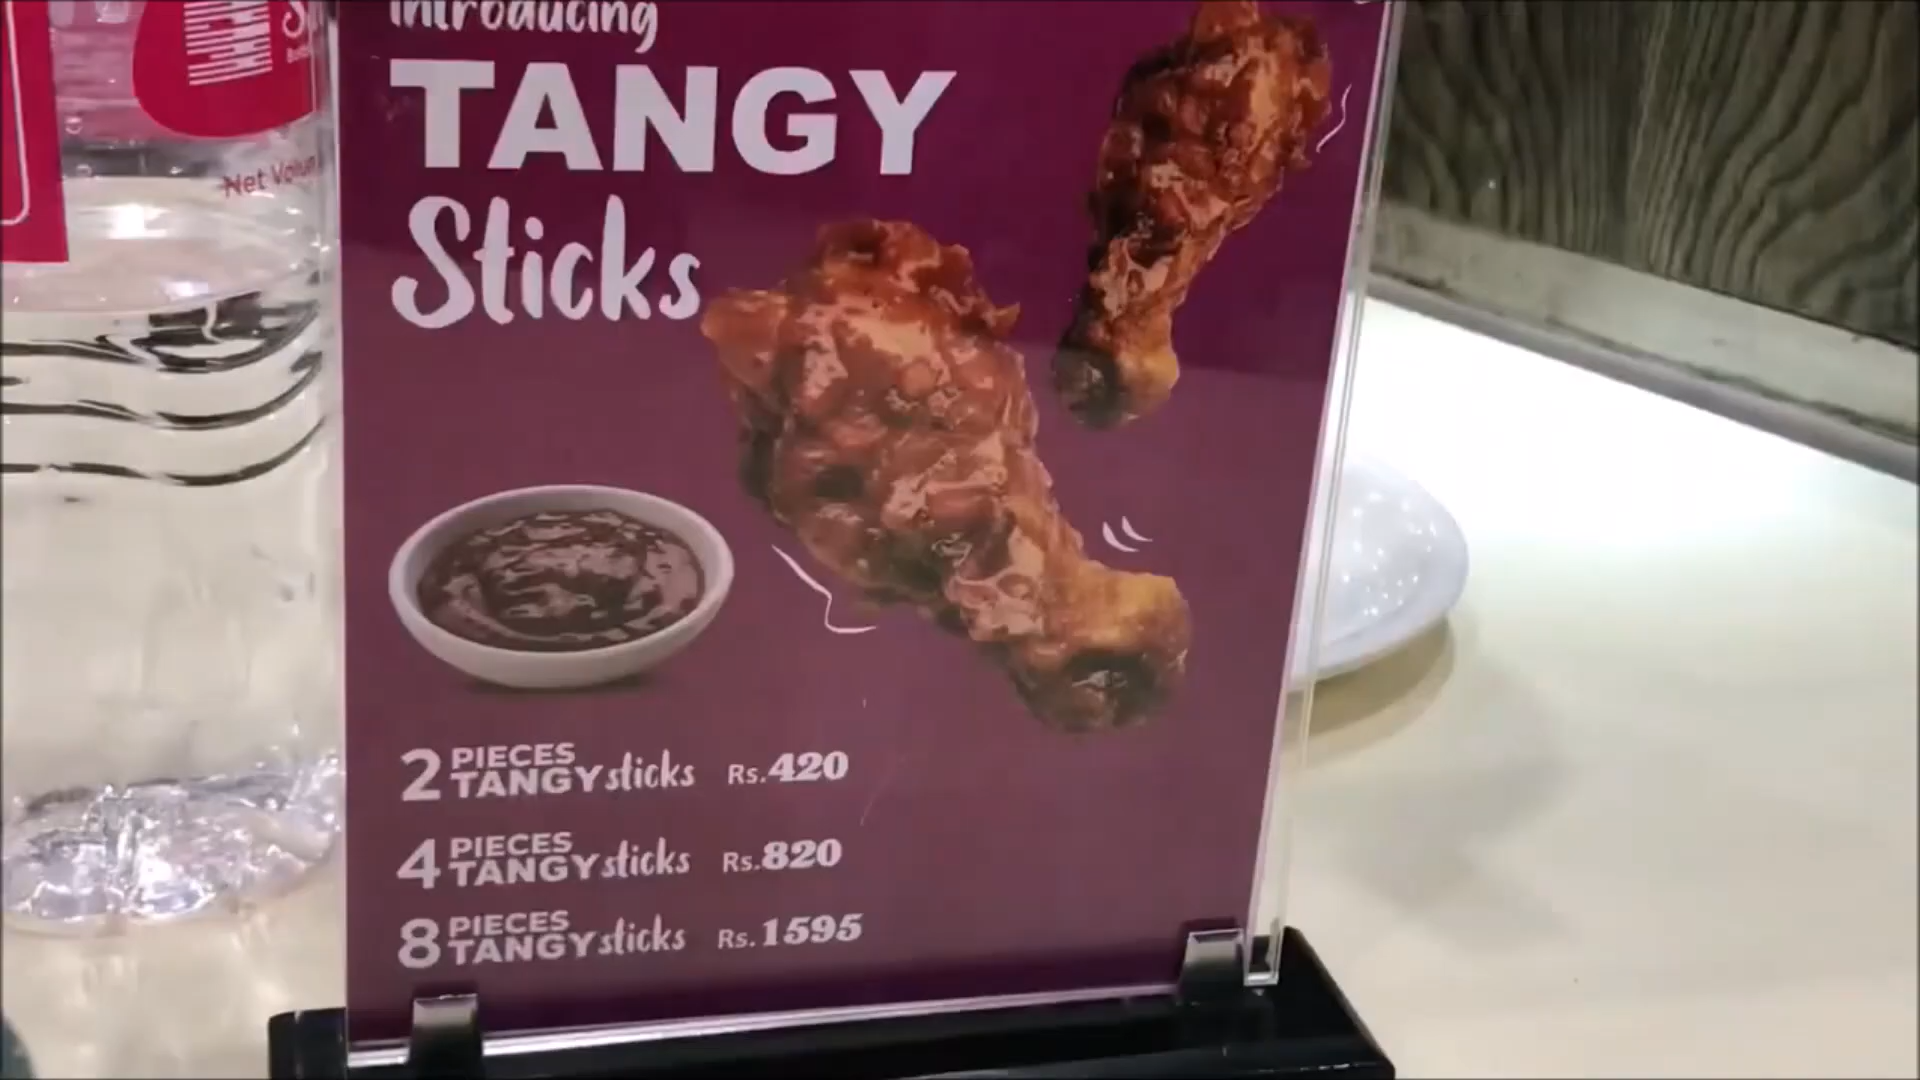 introducing
TANGY
Sticks
Net
2 PIECES TANGY sticks Rs.420
4 PIECES TANGY sticks Rs.820
8 PIECES TANGY sticks Rs.1595